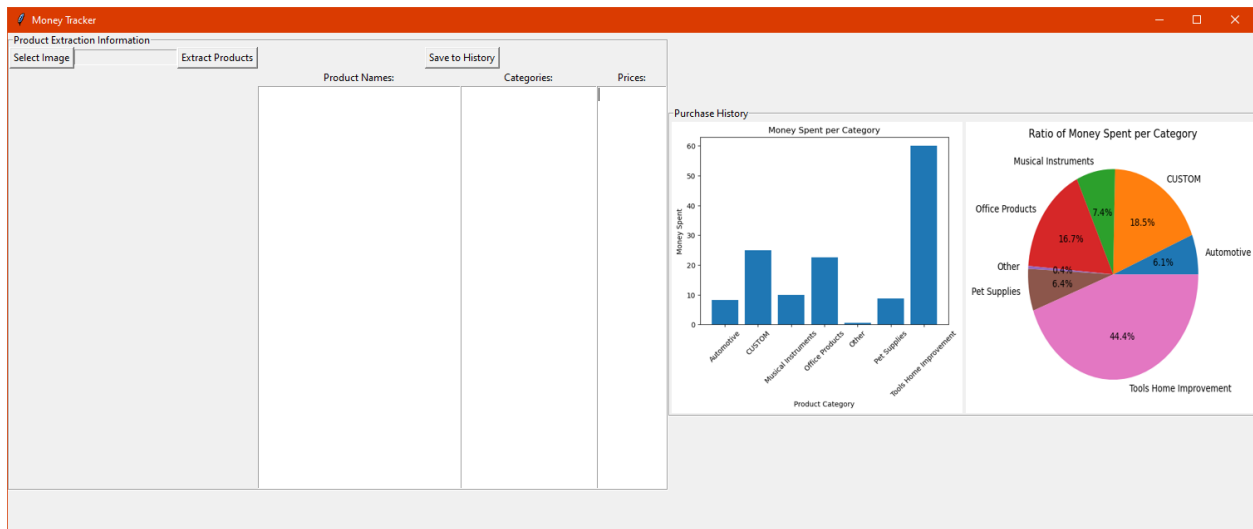 Money Tracker
Product Extraction Information
Select Image
Extract Products
Save to History
Product Names:
Categories:
Prices:
Purchase History
Money Spent per Category
60
50
40
30
20
10
0
Money Spent
Automotive
CUSTOM
Musical Instruments
Office Products
Other
Pet Supplies
Tools Home Improvement
Product Category
Ratio of Money Spent per Category
Musical Instruments
CUSTOM
7.4%
18.5%
Office Products
16.7%
Automotive
6.1%
Other
0.4%
Pet Supplies
6.4%
44.4%
Tools Home Improvement